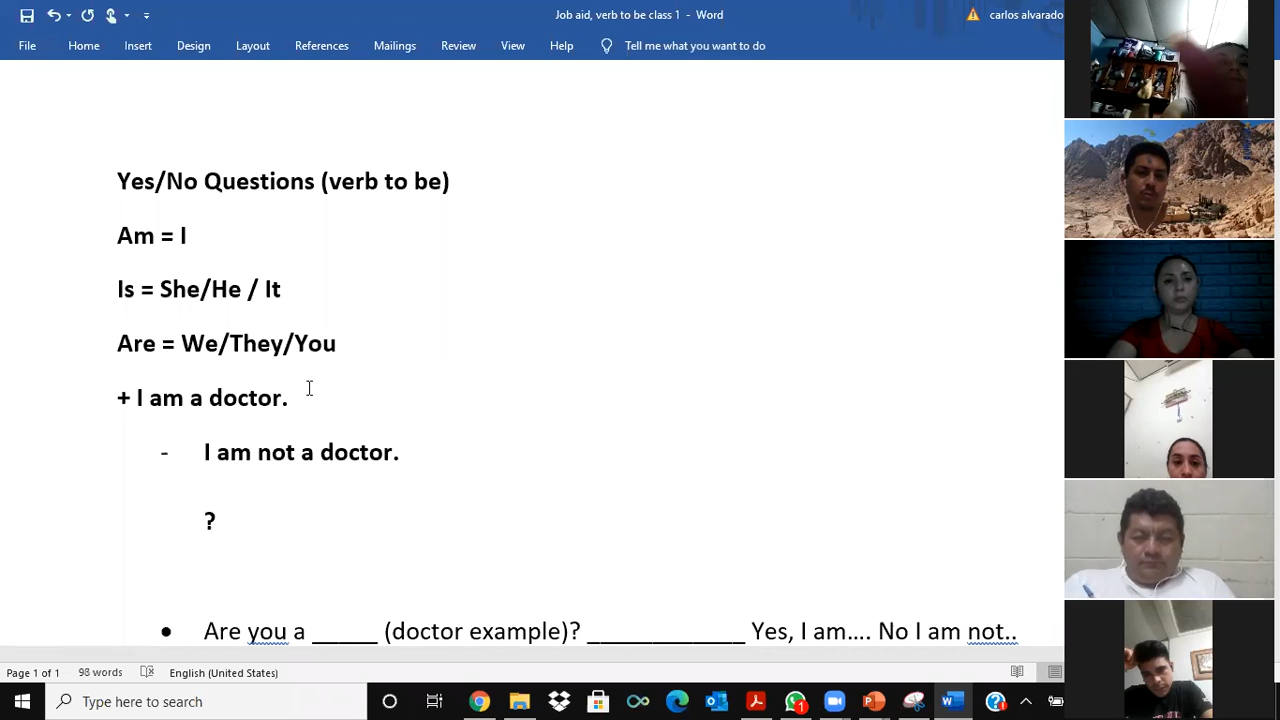 Job aid, verb to be class 1 - Word
carlos alvarado
File Home Insert Design Layout References Mailings Review View Help Tell me what you want to do
Yes/No Questions (verb to be)
Am = I
Is = She/He / It
Are = We/They/You
+ I am a doctor.
- I am not a doctor.
?
• Are you a _____ (doctor example)? ____________ Yes, I am…. No I am not..
Page 1 of 1 98 words English (United States)
Type here to search
1